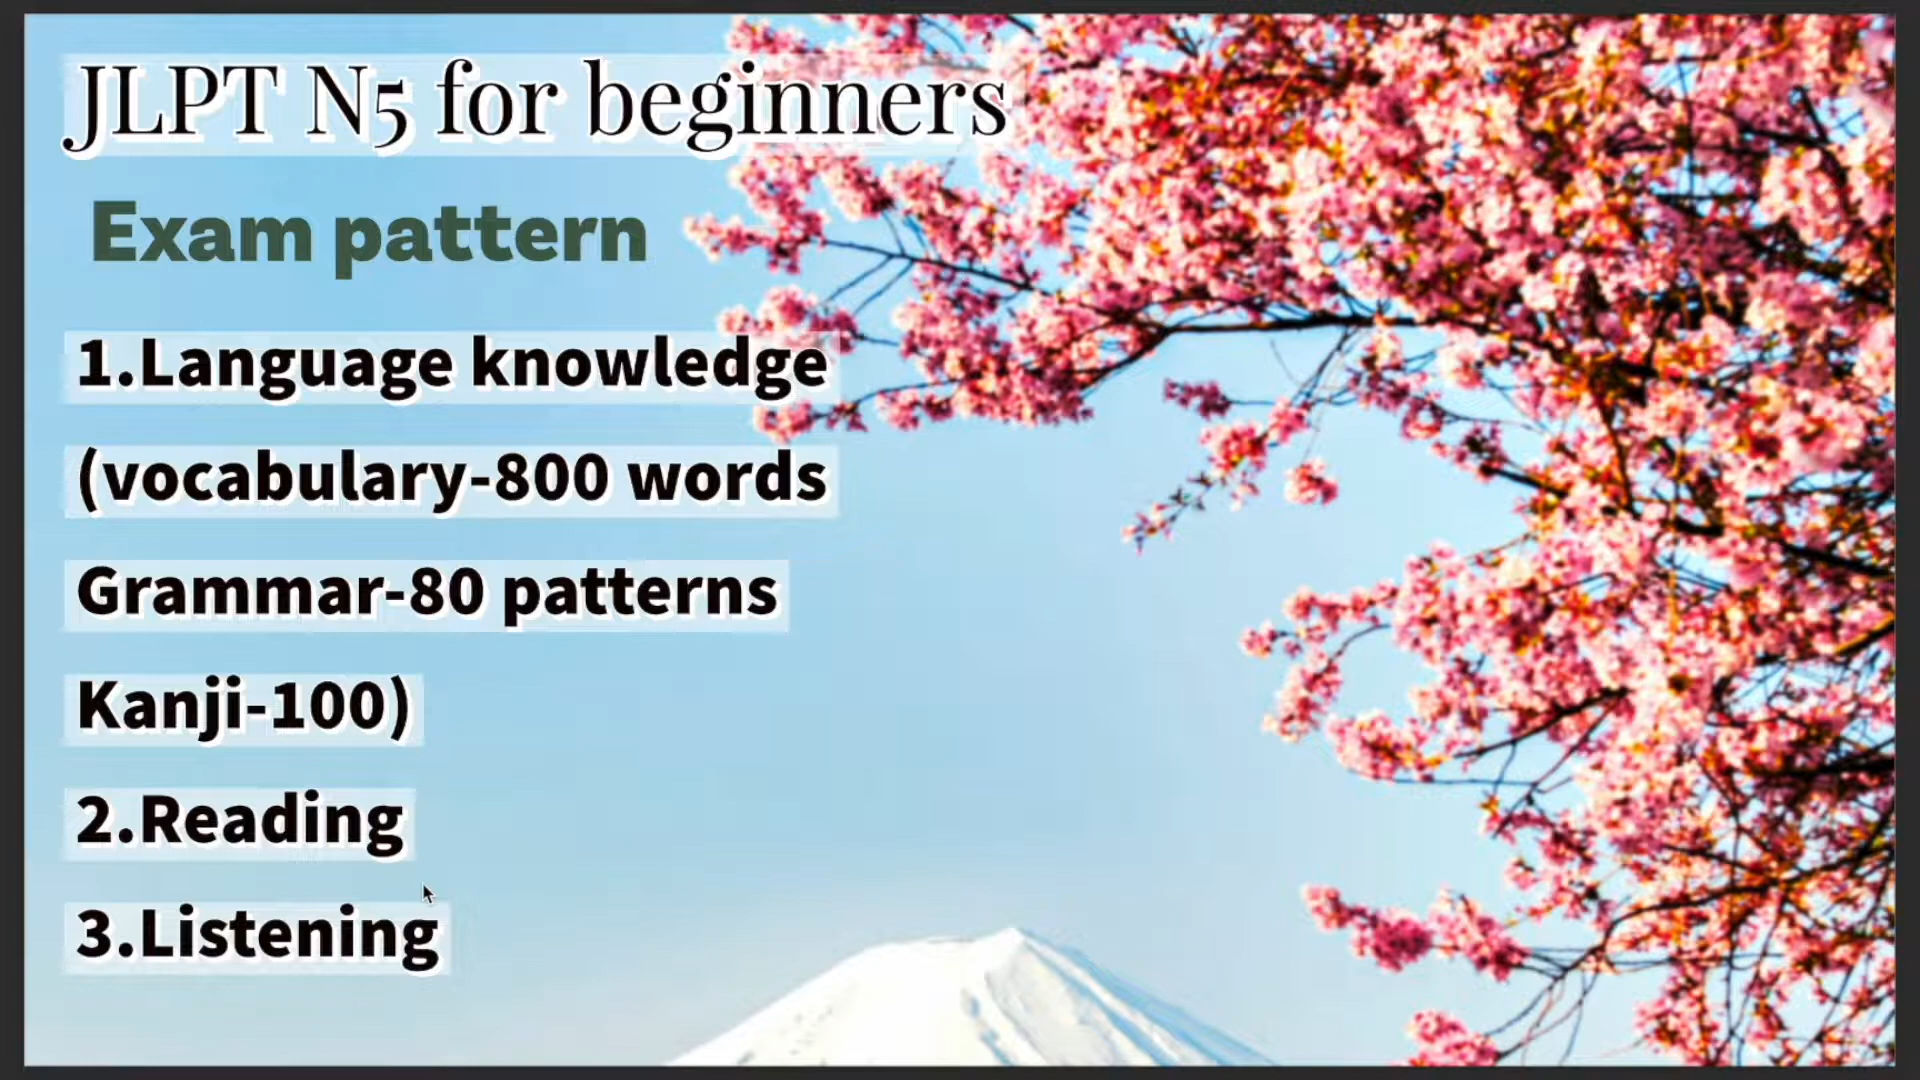 JLPT N5 for beginners
Exam pattern
1.Language knowledge
(vocabulary-800 words
Grammar-80 patterns
Kanji-100)
2.Reading
3.Listening